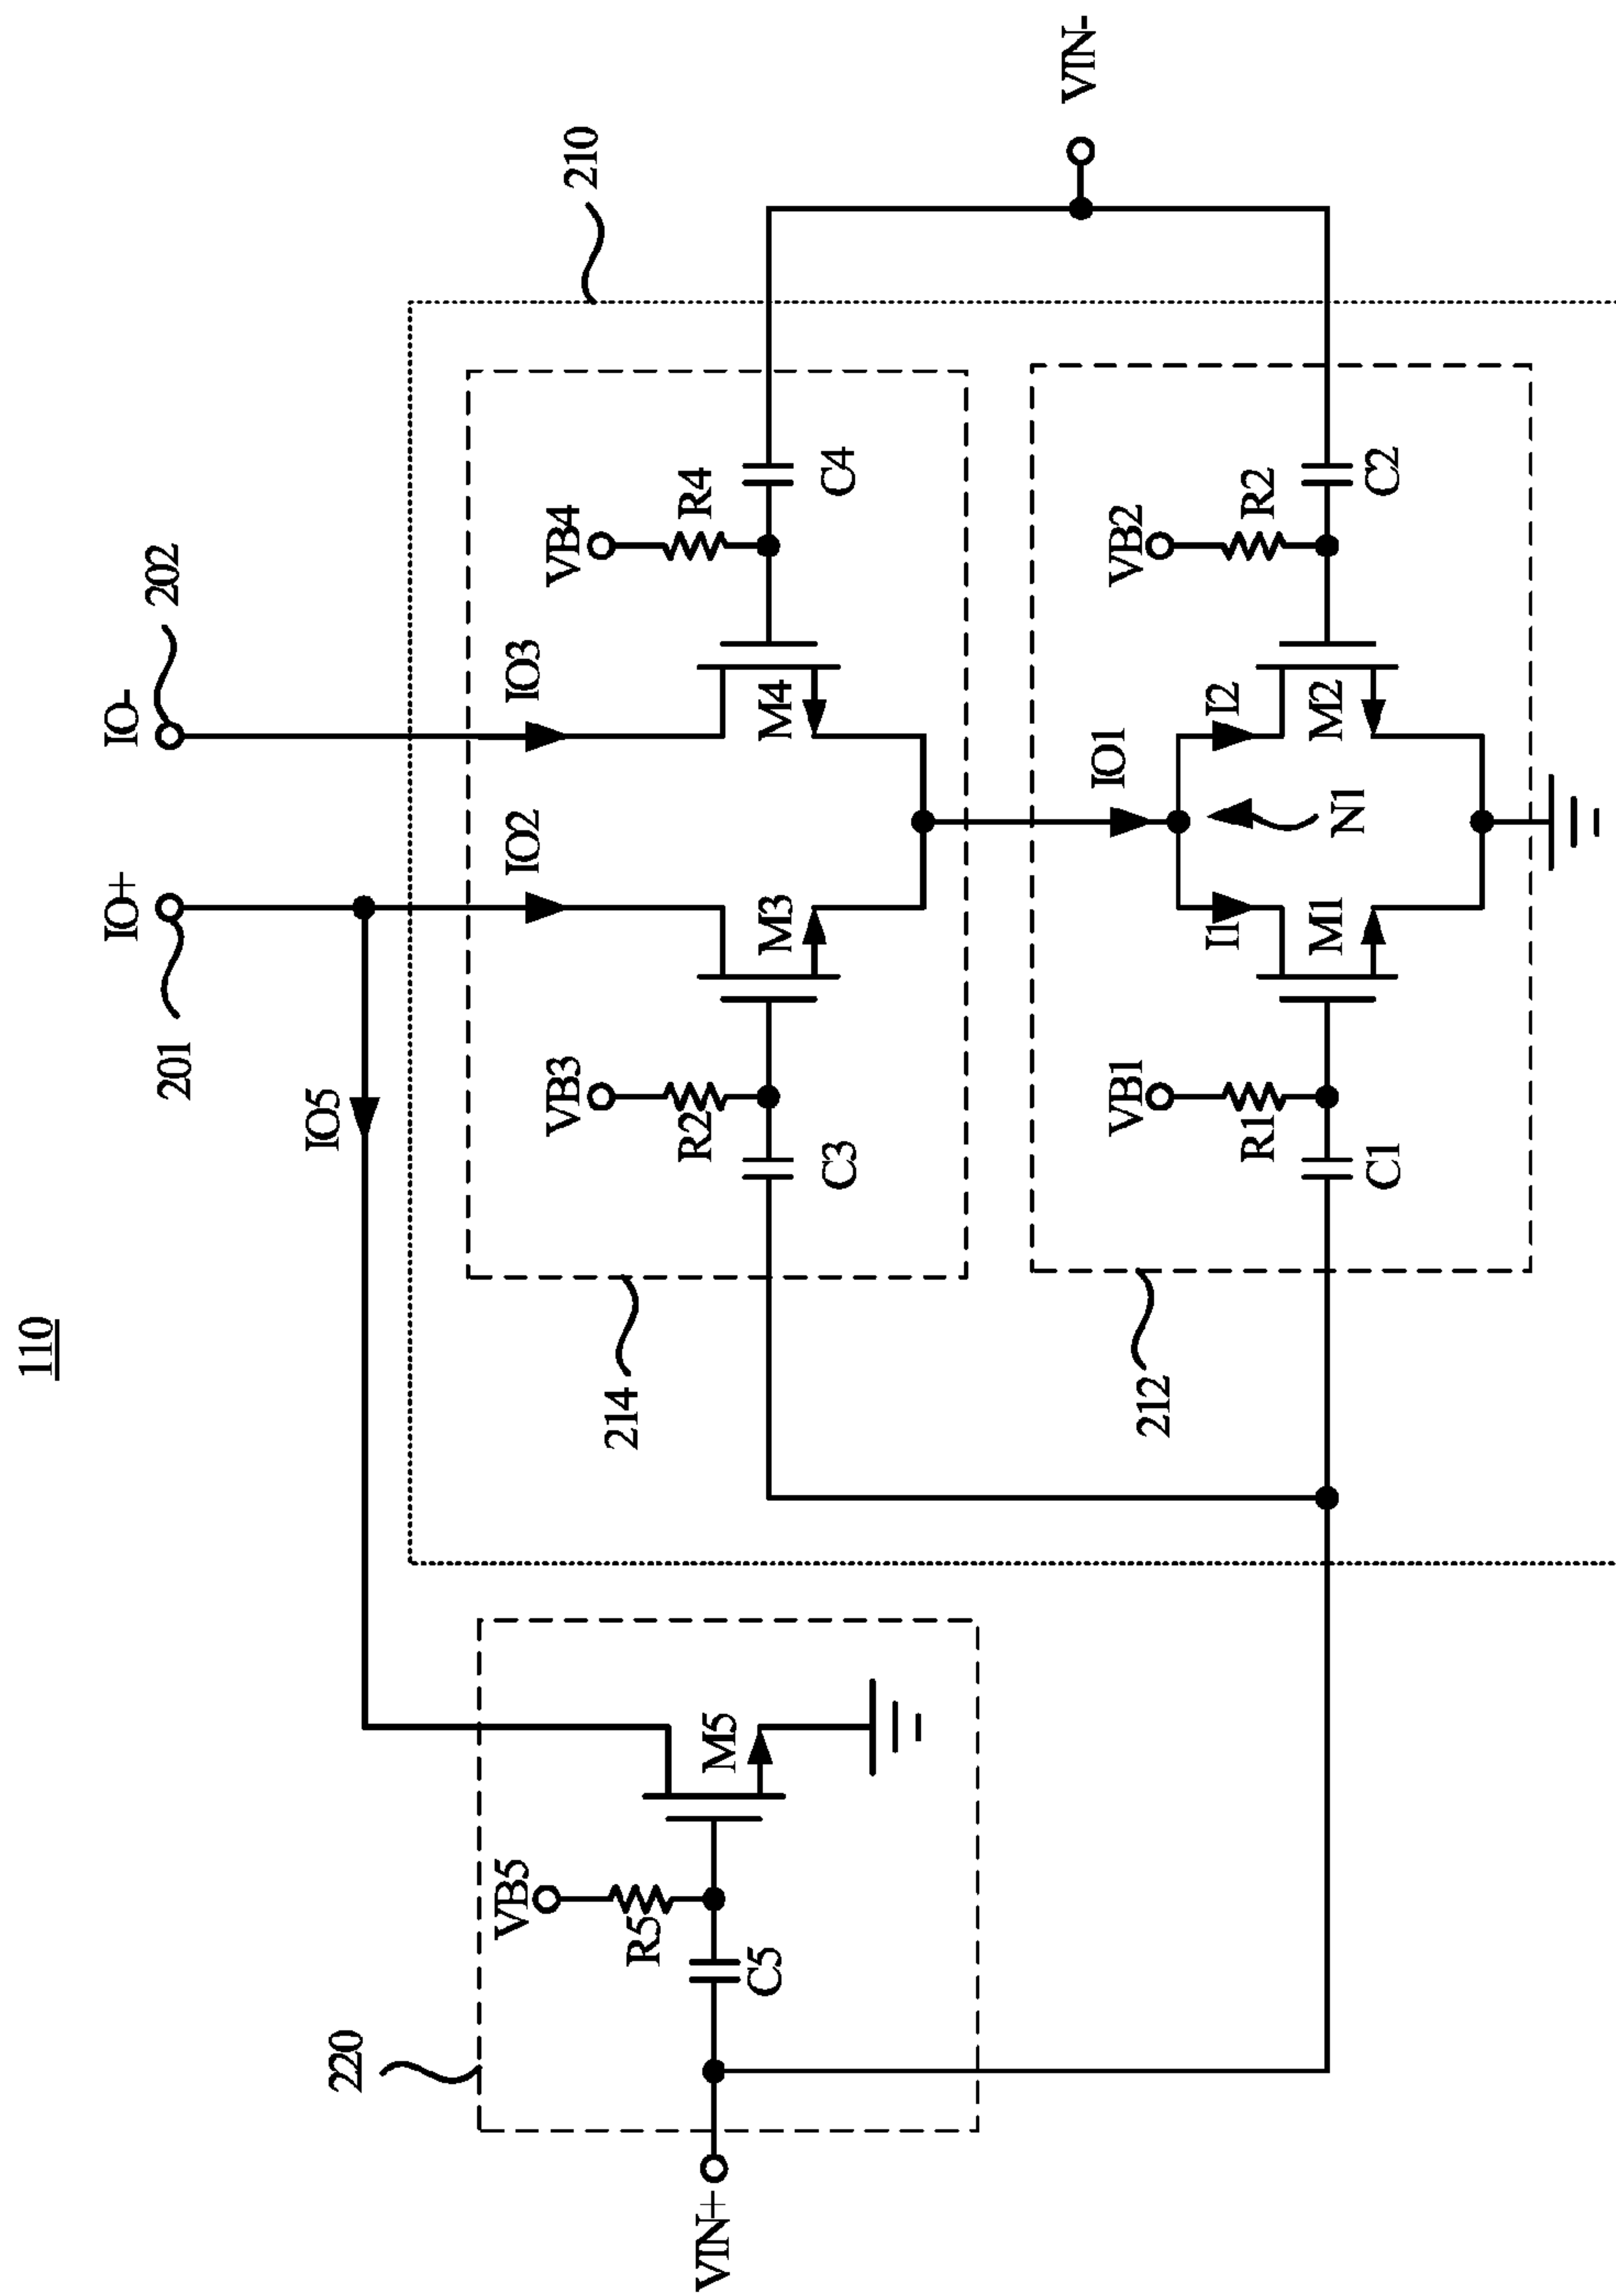 110
IO+
IO-
201
202
IO5
210
IO2
IO3
VB3
VB4
R2
R4
M3
M4
C3
C4
214
220
VB5
R5
M5
C5
VIN+
VIN-
IO1
VB1
VB2
I1
I2
R1
R2
M1
M2
N1
C1
C2
212